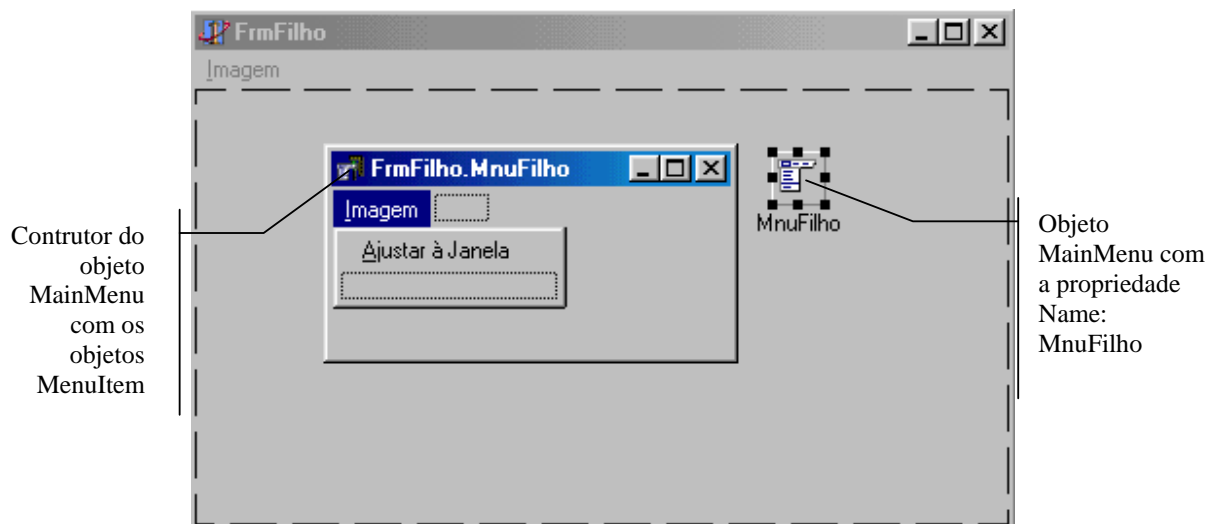 FrmFilho
Imagem
FrmFilho.MnuFilho
Imagem
Ajustar à Janela
MnuFilho
Contrutor do
objeto
MainMenu
com os
objetos
MenuItem
Objeto
MainMenu com
a propriedade
Name:
MnuFilho